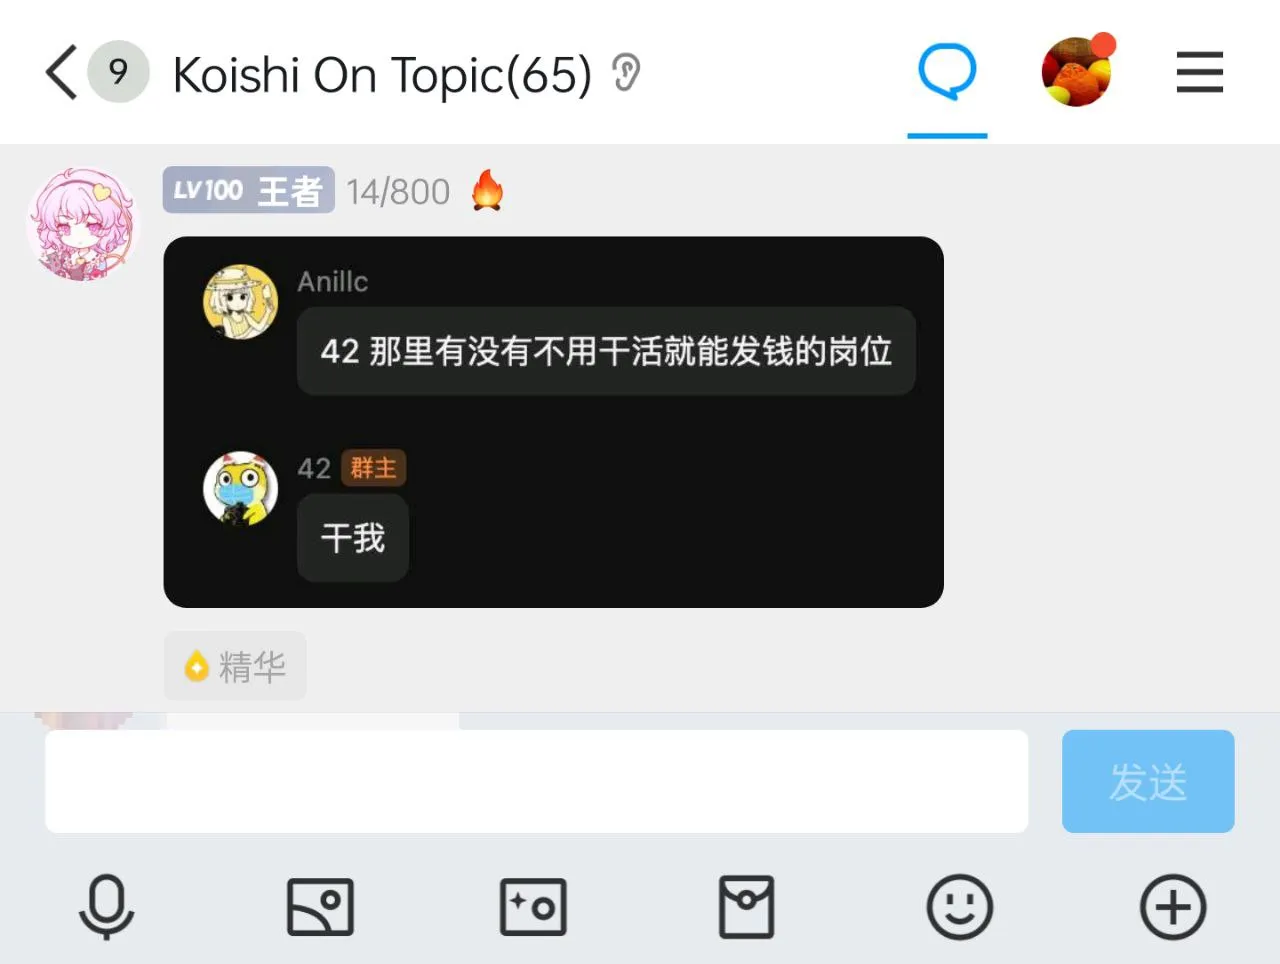 9 Koishi On Topic(65)
LV100 王者 14/800
Anillc
42 那里有没有不用干活就能发钱的岗位
42 群主
干我
精华
发送